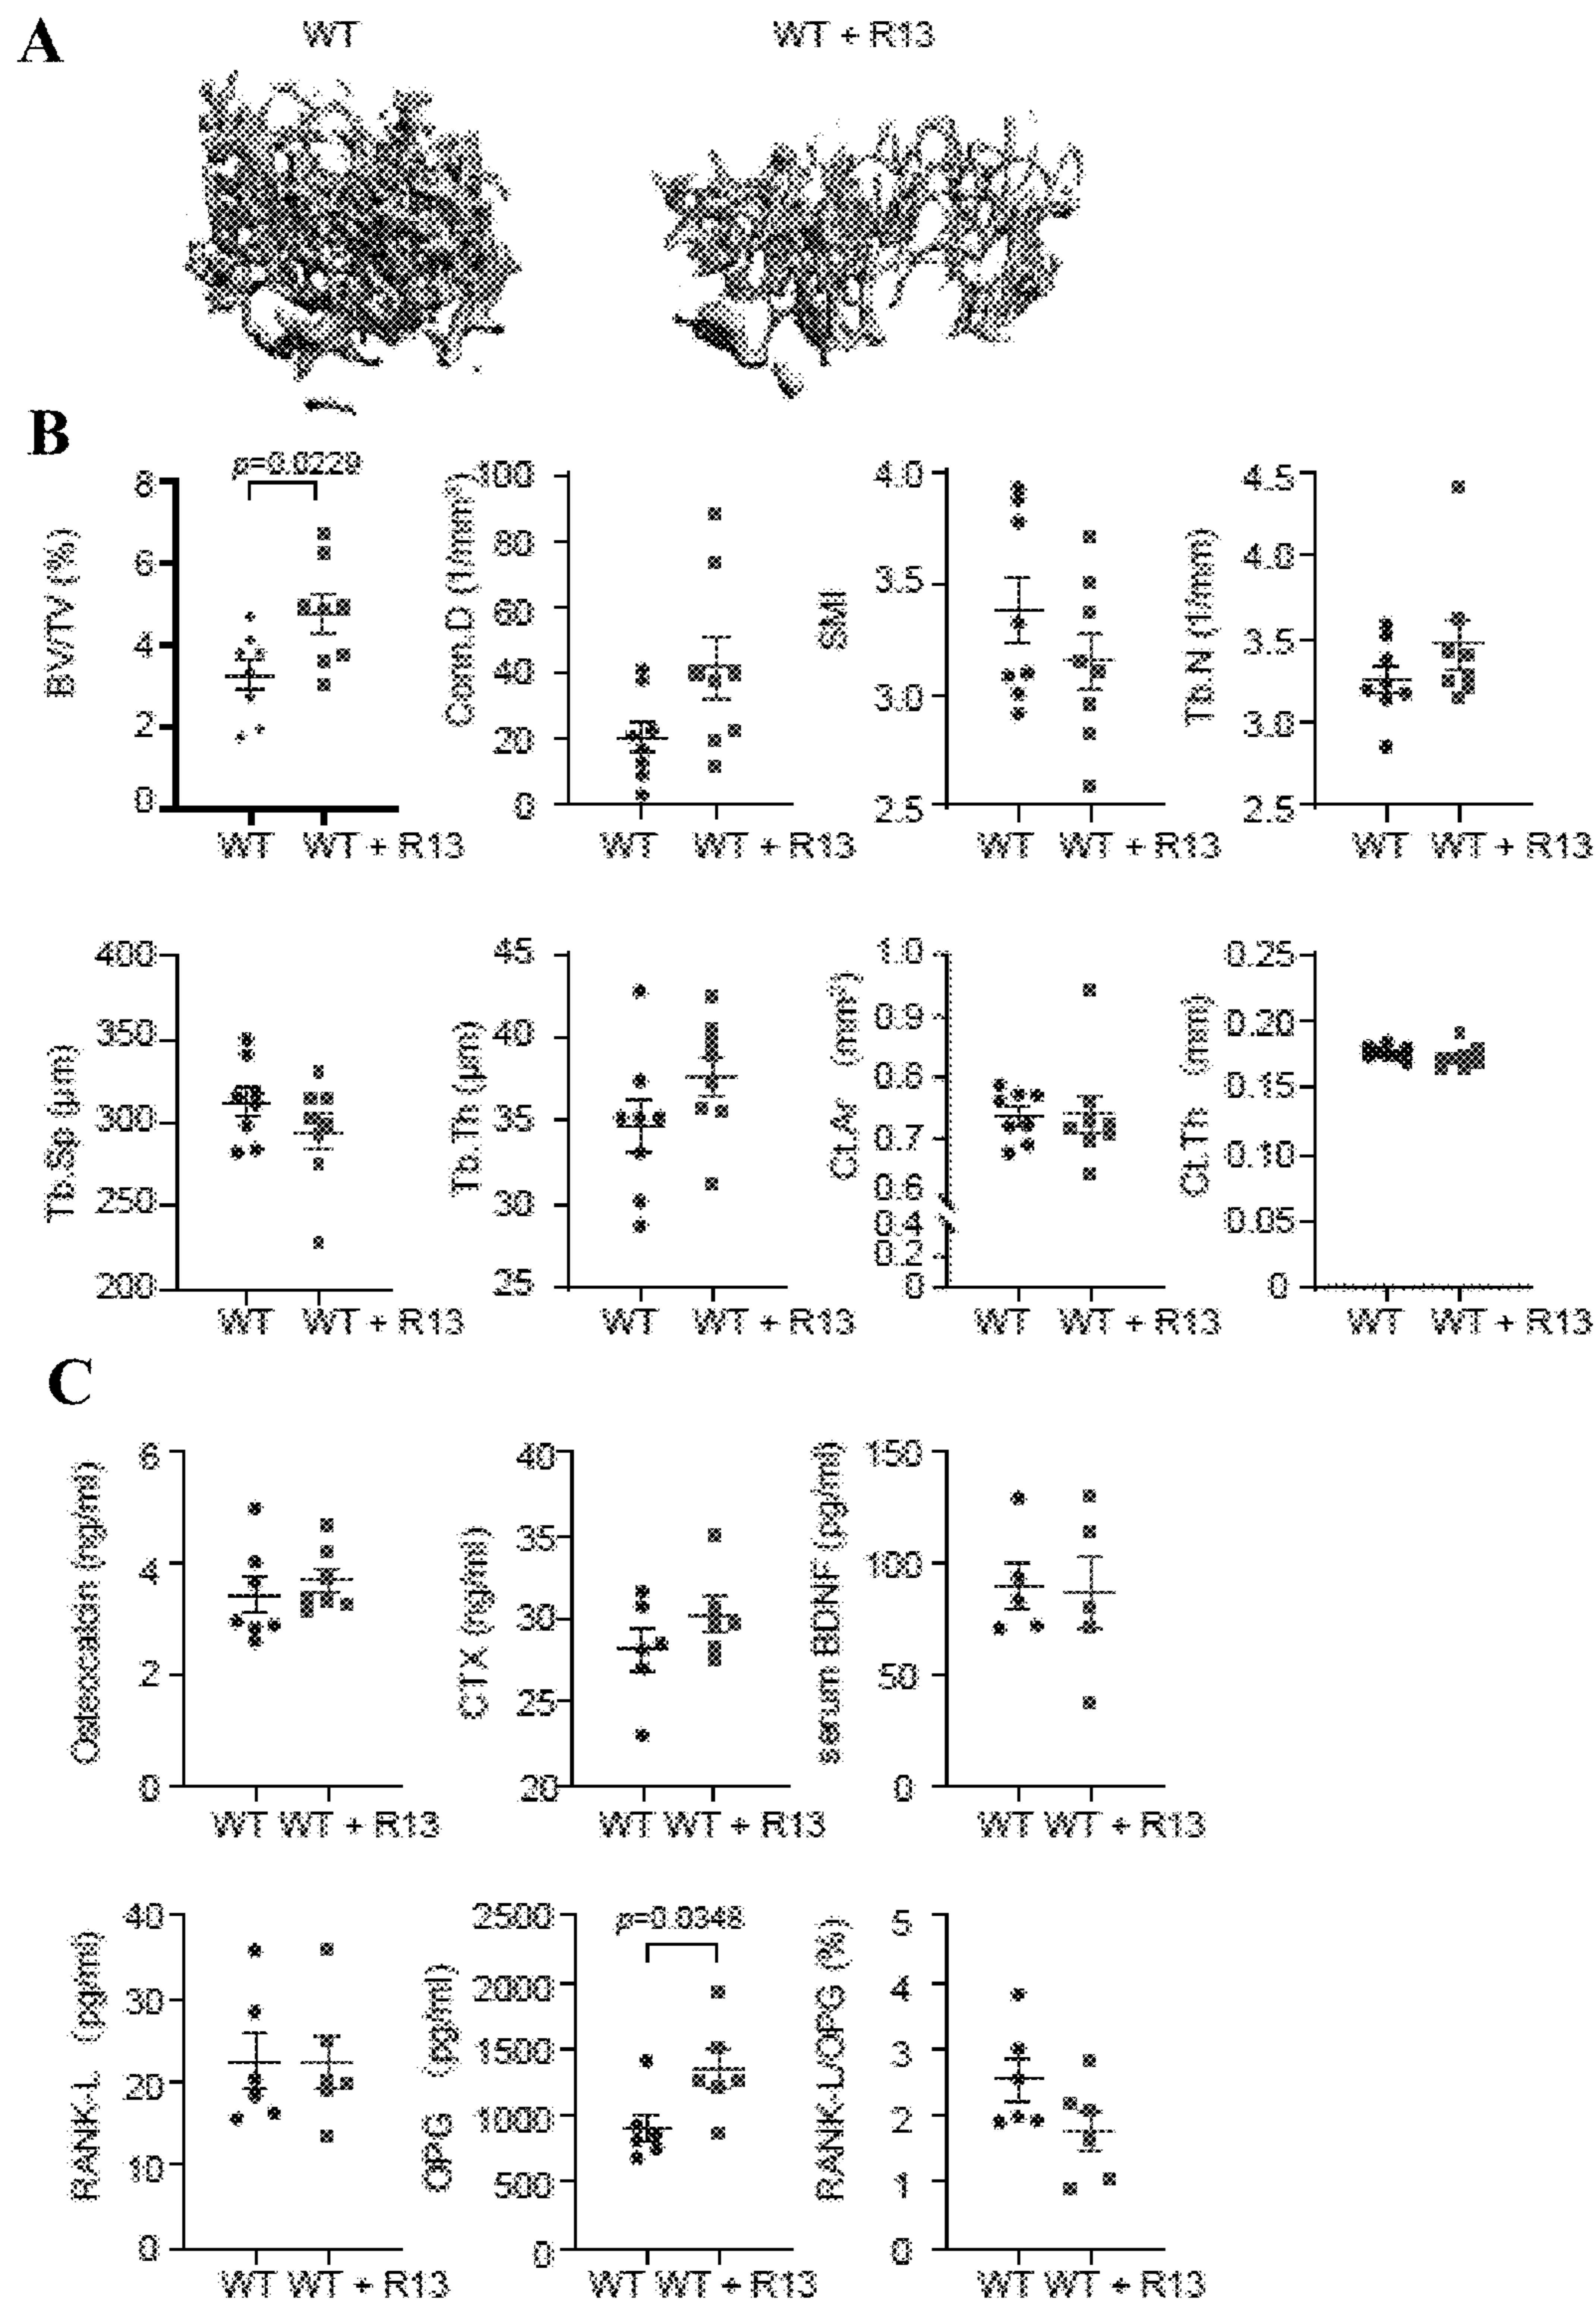 A
WT
WT + R13
B
p=0.0229
BV/TV (%)
8
6
4
2
0
WT
WT + R13
Conn.D (1/mm³)
100
80
60
40
20
0
WT
WT + R13
SMI
4.0
3.5
3.0
2.5
WT
WT + R13
Tb.N (1/mm)
4.5
4.0
3.5
3.0
2.5
WT
WT + R13
Tb.Sp (µm)
400
350
300
250
200
WT
WT + R13
Tb.Th (µm)
45
40
35
30
25
WT
WT + R13
Ct.Ar (mm²)
1.0
0.9
0.8
0.7
0.6
0.4
0.2
0
WT
WT + R13
Ct.Th (mm)
0.25
0.20
0.15
0.10
0.05
0
WT
WT + R13
C
Osteocalcin (ng/ml)
6
4
2
0
WT
WT + R13
CTX (ng/ml)
40
35
30
25
20
WT
WT + R13
serum BDNF (pg/ml)
150
100
50
0
WT
WT + R13
RANK-L (pg/ml)
40
30
20
10
0
WT
WT + R13
p=0.0348
OPG (pg/ml)
2500
2000
1500
1000
500
0
WT
WT + R13
RANK-L/OPG (%)
5
4
3
2
1
0
WT
WT + R13